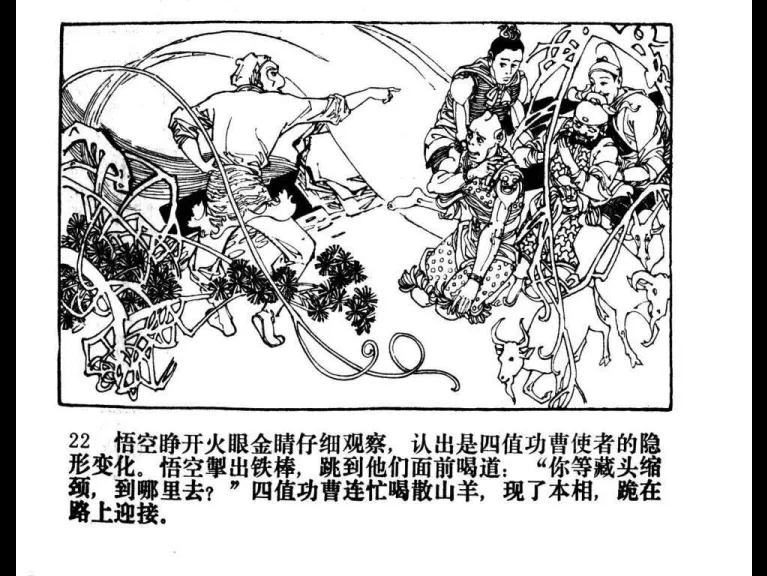 22 悟空睁开火眼金睛仔细观察，认出是四值功曹使者的隐
形变化。悟空掣出铁棒，跳到他们面前喝道：“你等藏头缩
颈，到哪里去？”四值功曹连忙喝散山羊，现了本相，跪在
路上迎接。